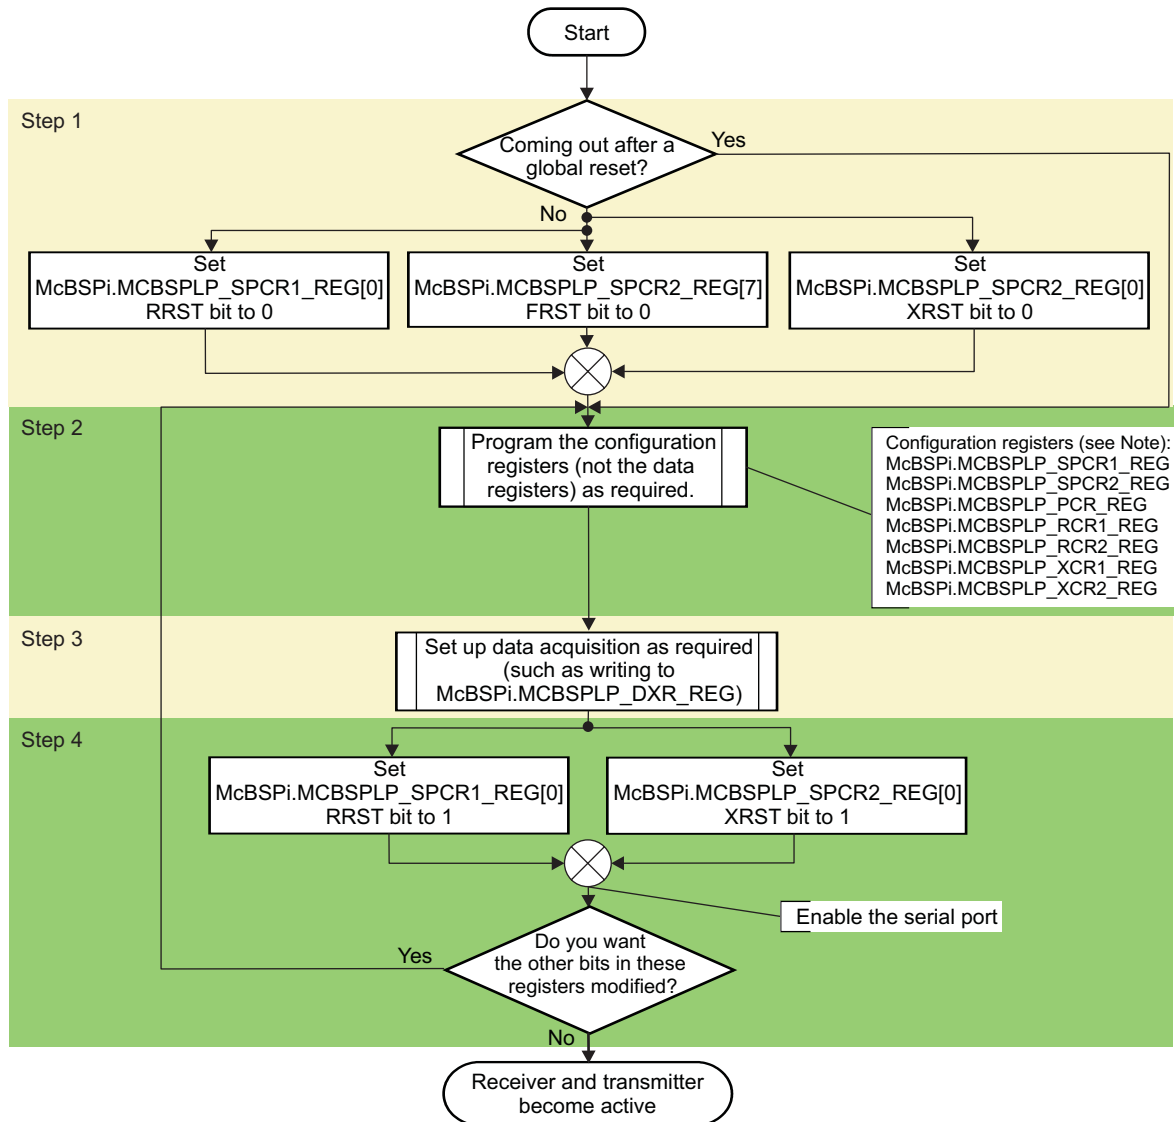 Start
Step 1
Coming out after a
global reset?
Yes
No
Set
McBSPi.MCBSPLP_SPCR1_REG[0]
RRST bit to 0
Set
McBSPi.MCBSPLP_SPCR2_REG[7]
FRST bit to 0
Set
McBSPi.MCBSPLP_SPCR2_REG[0]
XRST bit to 0
Step 2
Program the configuration
registers (not the data
registers) as required.
Configuration registers (see Note):
McBSPi.MCBSPLP_SPCR1_REG
McBSPi.MCBSPLP_SPCR2_REG
McBSPi.MCBSPLP_PCR_REG
McBSPi.MCBSPLP_RCR1_REG
McBSPi.MCBSPLP_RCR2_REG
McBSPi.MCBSPLP_XCR1_REG
McBSPi.MCBSPLP_XCR2_REG
Step 3
Set up data acquisition as required
(such as writing to
McBSPi.MCBSPLP_DXR_REG)
Step 4
Set
McBSPi.MCBSPLP_SPCR1_REG[0]
RRST bit to 1
Set
McBSPi.MCBSPLP_SPCR2_REG[0]
XRST bit to 1
Enable the serial port
Do you want
the other bits in these
registers modified?
Yes
No
Receiver and transmitter
become active